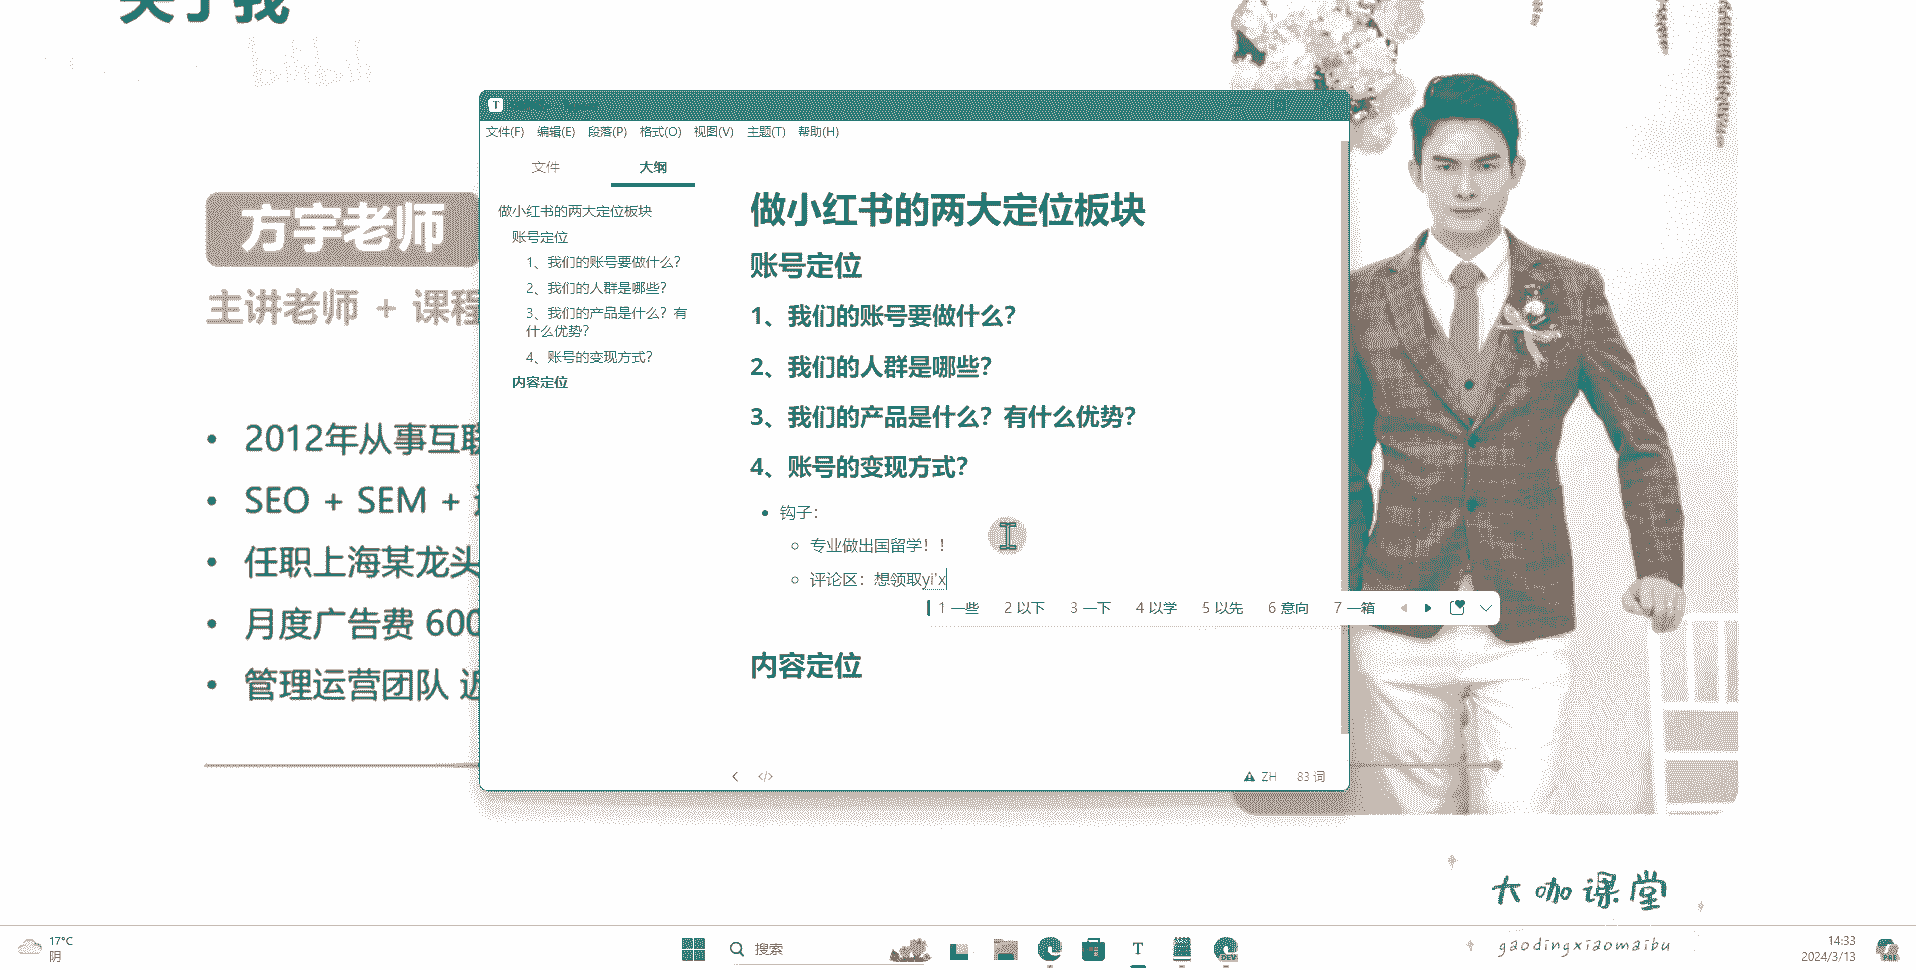 关于我
bilibili
方宇老师
主讲老师 + 课程
• 2012年从事互联
• SEO + SEM +
• 任职上海某龙头
• 月度广告费 600
• 管理运营团队 近
T
文件(F) 编辑(E) 段落(P) 格式(O) 视图(V) 主题(T) 帮助(H)
文件 大纲
做小红书的两大定位板块
账号定位
1、我们的账号要做什么?
2、我们的人群是哪些?
3、我们的产品是什么? 有
什么优势?
4、账号的变现方式?
内容定位
做小红书的两大定位板块
账号定位
1、我们的账号要做什么?
2、我们的人群是哪些?
3、我们的产品是什么? 有什么优势?
4、账号的变现方式?
• 钩子:
专业做出国留学! !
评论区: 想领取yi'x
1 一些 2 以下 3 一下 4 以学 5 以先 6 意向 7 一箱
内容定位
</> ZH 83 词
大咖课堂
gaodingxiaomaibu
17°C
阴
搜索
T
DEV
14:33
2024/3/13
PRE